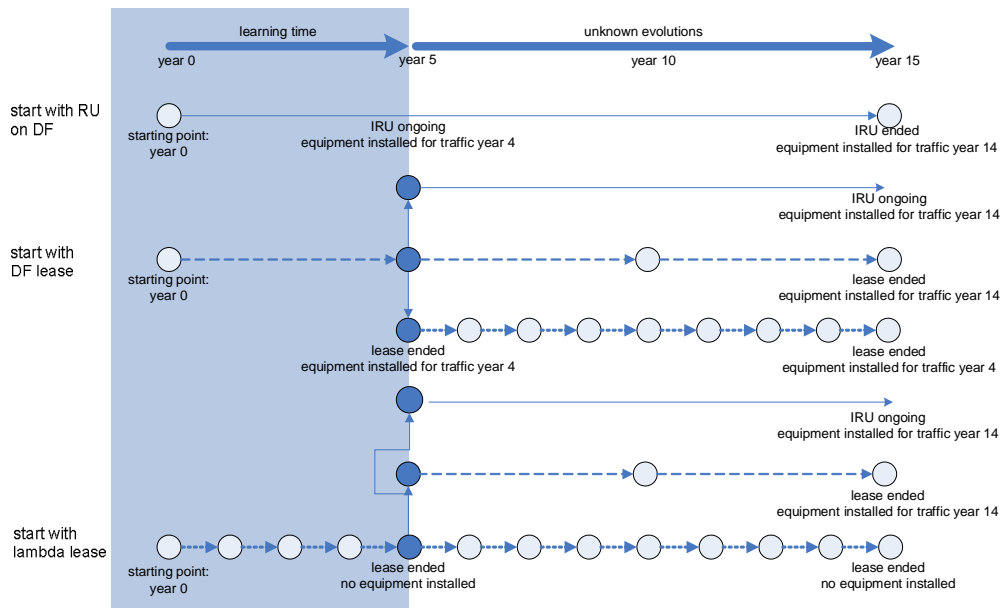 learning time
unknown evolutions
year 0
year 5
year 10
year 15
start with RU
on DF
starting point:
year 0
IRU ongoing
equipment installed for traffic year 4
IRU ended
equipment installed for traffic year 14
IRU ongoing
equipment installed for traffic year 14
start with
DF lease
starting point:
year 0
lease ended
equipment installed for traffic year 14
lease ended
equipment installed for traffic year 4
lease ended
equipment installed for traffic year 4
IRU ongoing
equipment installed for traffic year 14
lease ended
equipment installed for traffic year 14
start with
lambda lease
starting point:
year 0
lease ended
no equipment installed
lease ended
no equipment installed